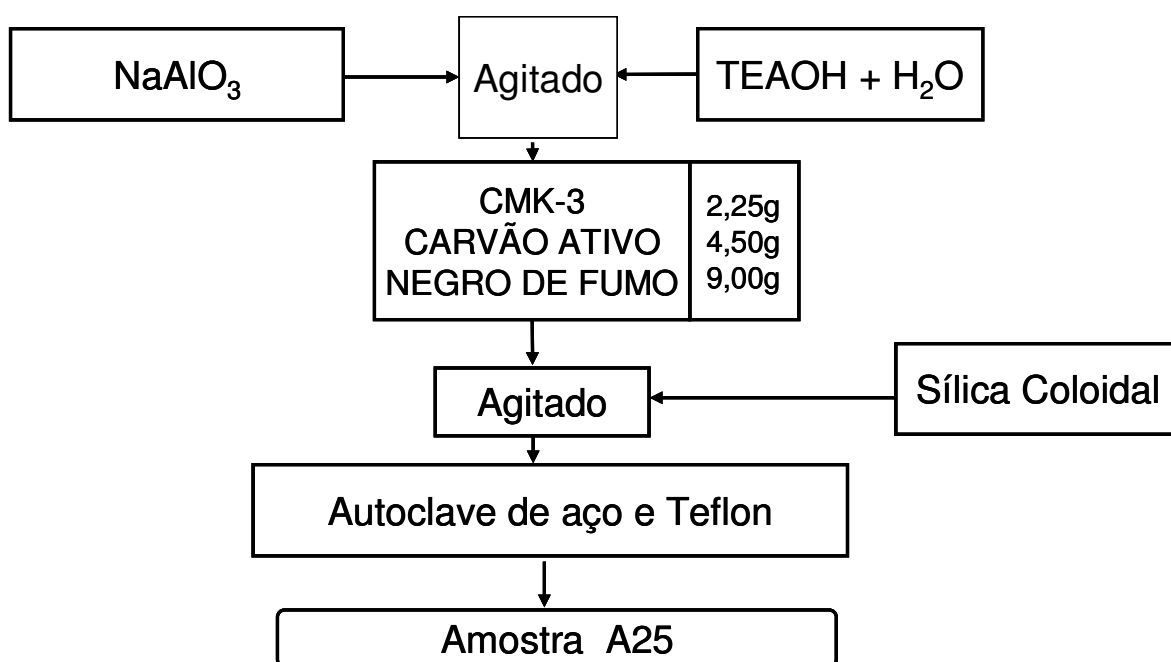 NaAlO₃
Agitado
TEAOH + H₂O
CMK-3
CARVÃO ATIVO
NEGRO DE FUMO
2,25g
4,50g
9,00g
Agitado
Sílica Coloidal
Autoclave de aço e Teflon
Amostra A25